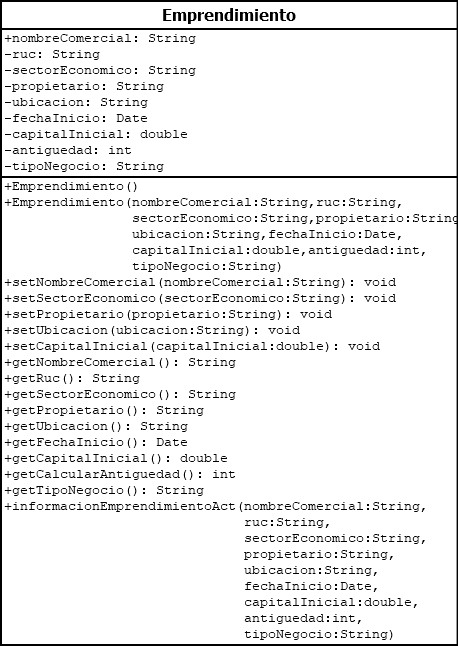 Emprendimiento
+nombreComercial: String
-ruc: String
-sectorEconomico: String
-propietario: String
-ubicacion: String
-fechaInicio: Date
-capitalInicial: double
-antiguedad: int
-tipoNegocio: String
+Emprendimiento()
+Emprendimiento(nombreComercial:String,ruc:String,
sectorEconomico:String,propietario:String
ubicacion:String,fechaInicio:Date,
capitalInicial:double,antiguedad:int,
tipoNegocio:String)
+setNombreComercial(nombreComercial:String): void
+setSectorEconomico(sectorEconomico:String): void
+setPropietario(propietario:String): void
+setUbicacion(ubicacion:String): void
+setCapitalInicial(capitalInicial:double): void
+getNombreComercial(): String
+getRuc(): String
+getSectorEconomico(): String
+getPropietario(): String
+getUbicacion(): String
+getFechaInicio(): Date
+getCapitalInicial(): double
+getCalcularAntiguedad(): int
+getTipoNegocio(): String
+informacionEmprendimientoAct(nombreComercial:String,
ruc:String,
sectorEconomico:String,
propietario:String,
ubicacion:String,
fechaInicio:Date,
capitalInicial:double,
antiguedad:int,
tipoNegocio:String)